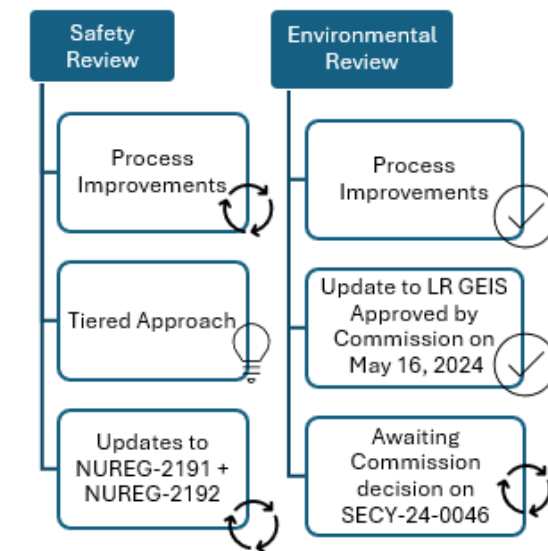 Safety
Review
Process
Improvements
Tiered Approach
Updates to
NUREG-2191 +
NUREG-2192
Environmental
Review
Process
Improvements
Update to LR GEIS
Approved by
Commission on
May 16, 2024
Awaiting
Commission
decision on
SECY-24-0046